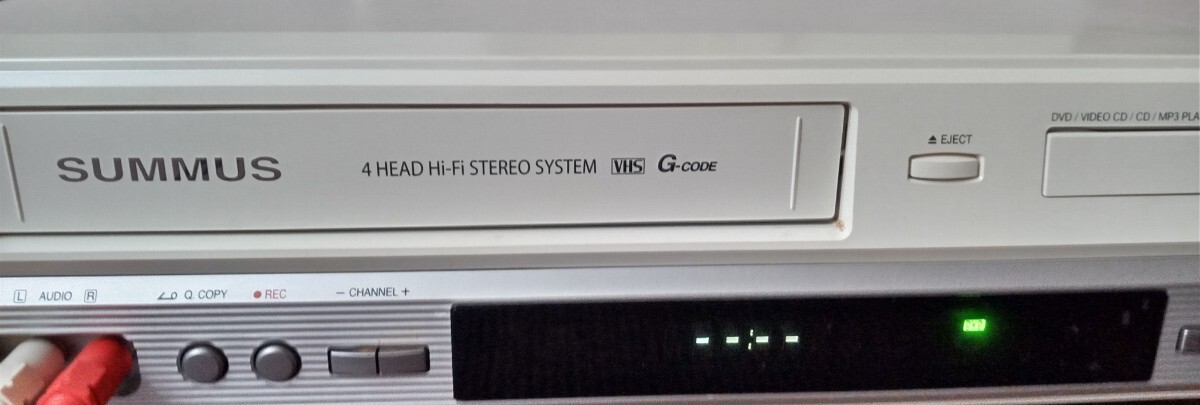 DVD / VIDEO CD / CD / MP3 PLA
SUMMUS 4 HEAD Hi-Fi STEREO SYSTEM VHS G-CODE
EJECT
L AUDIO R Q. COPY REC − CHANNEL +
--:--